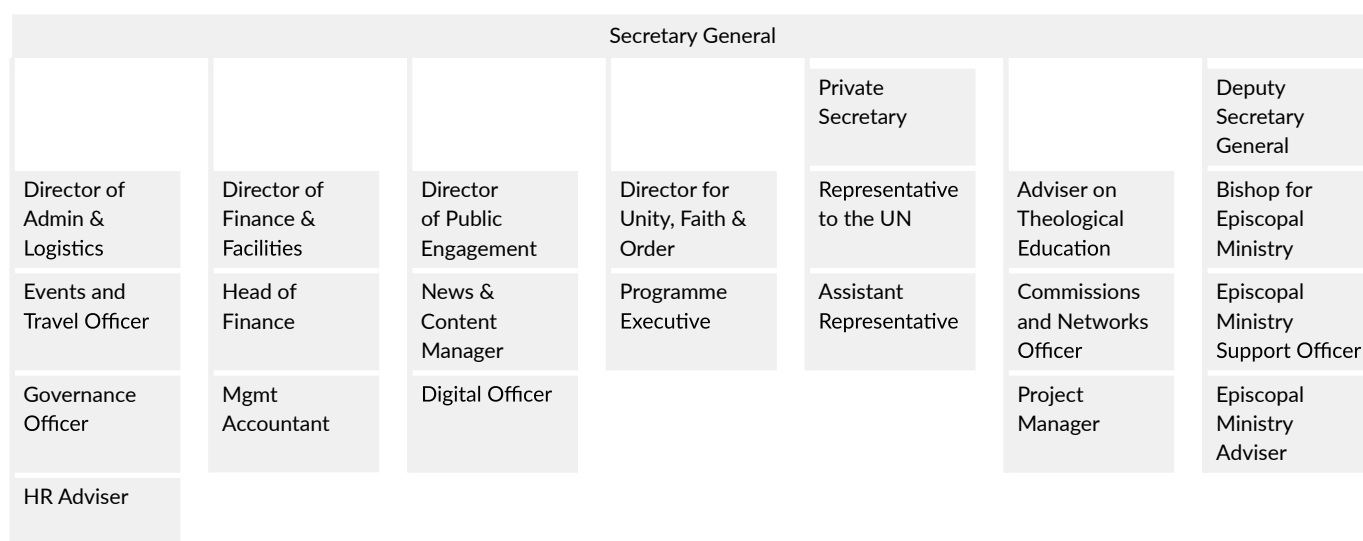 Secretary General
Private
Secretary
Deputy
Secretary
General
Director of
Admin &
Logistics
Director of
Finance &
Facilities
Director
of Public
Engagement
Director for
Unity, Faith &
Order
Representative
to the UN
Adviser on
Theological
Education
Bishop for
Episcopal
Ministry
Events and
Travel Officer
Head of
Finance
News &
Content
Manager
Programme
Executive
Assistant
Representative
Commissions
and Networks
Officer
Episcopal
Ministry
Support Officer
Governance
Officer
Mgmt
Accountant
Digital Officer
Project
Manager
Episcopal
Ministry
Adviser
HR Adviser